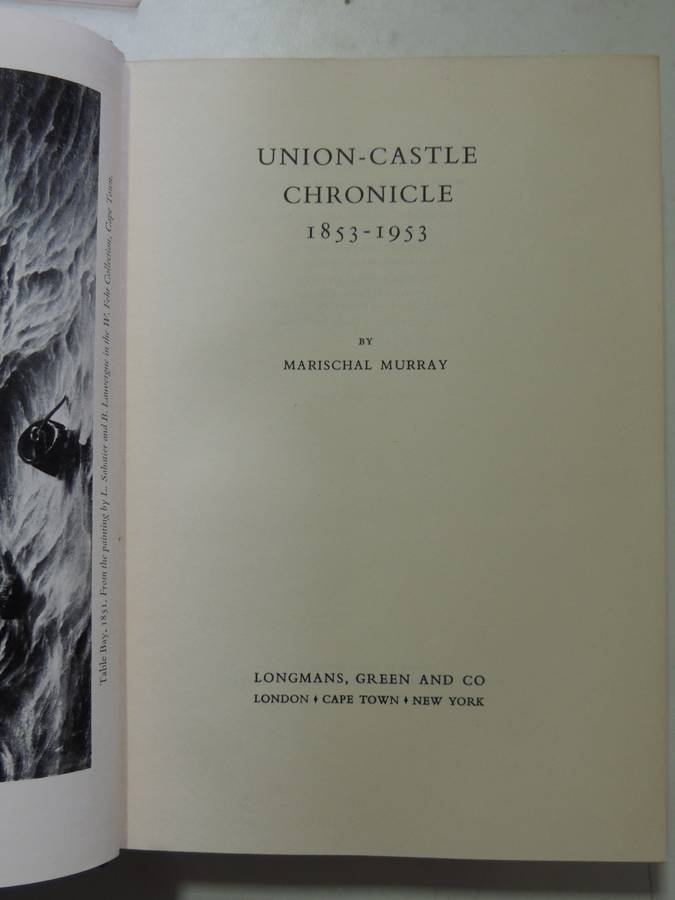 Table Bay, 1851. From the painting by L. Sabatier and B. Lauvergne in the W. Fehr Collection, Cape Town.
UNION-CASTLE
CHRONICLE
1853-1953
BY
MARISCHAL MURRAY
LONGMANS, GREEN AND CO
LONDON ♦ CAPE TOWN ♦ NEW YORK